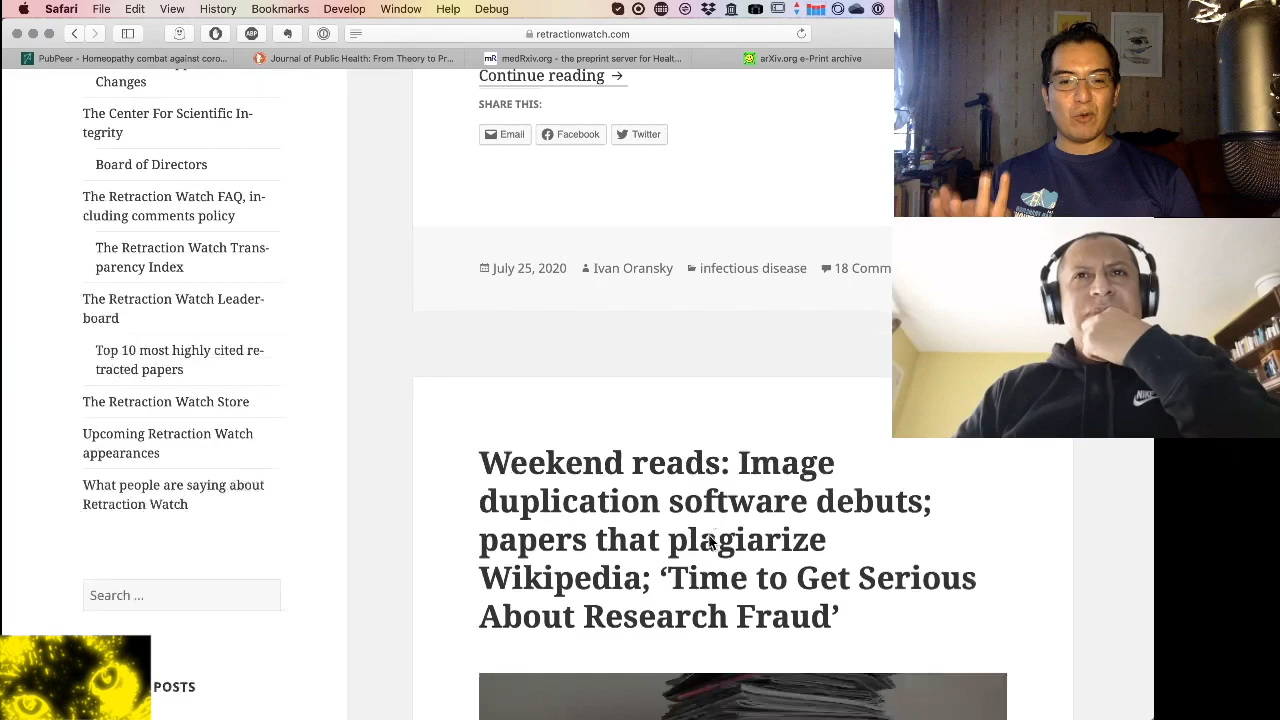 Safari File Edit View History Bookmarks Develop Window Help Debug
retractionwatch.com
PubPeer - Homeopathy combat against coro...
Journal of Public Health: From Theory to Pr...
medRxiv.org - the preprint server for Healt...
arXiv.org e-Print archive
Changes
The Center For Scientific In-
tegrity
Board of Directors
The Retraction Watch FAQ, in-
cluding comments policy
The Retraction Watch Trans-
parency Index
The Retraction Watch Leader-
board
Top 10 most highly cited re-
tracted papers
The Retraction Watch Store
Upcoming Retraction Watch
appearances
What people are saying about
Retraction Watch
Search ...
POSTS
Continue reading →
SHARE THIS:
Email Facebook Twitter
July 25, 2020 Ivan Oransky infectious disease 18 Comm
Weekend reads: Image
duplication software debuts;
papers that plagiarize
Wikipedia; ‘Time to Get Serious
About Research Fraud’
NIKE